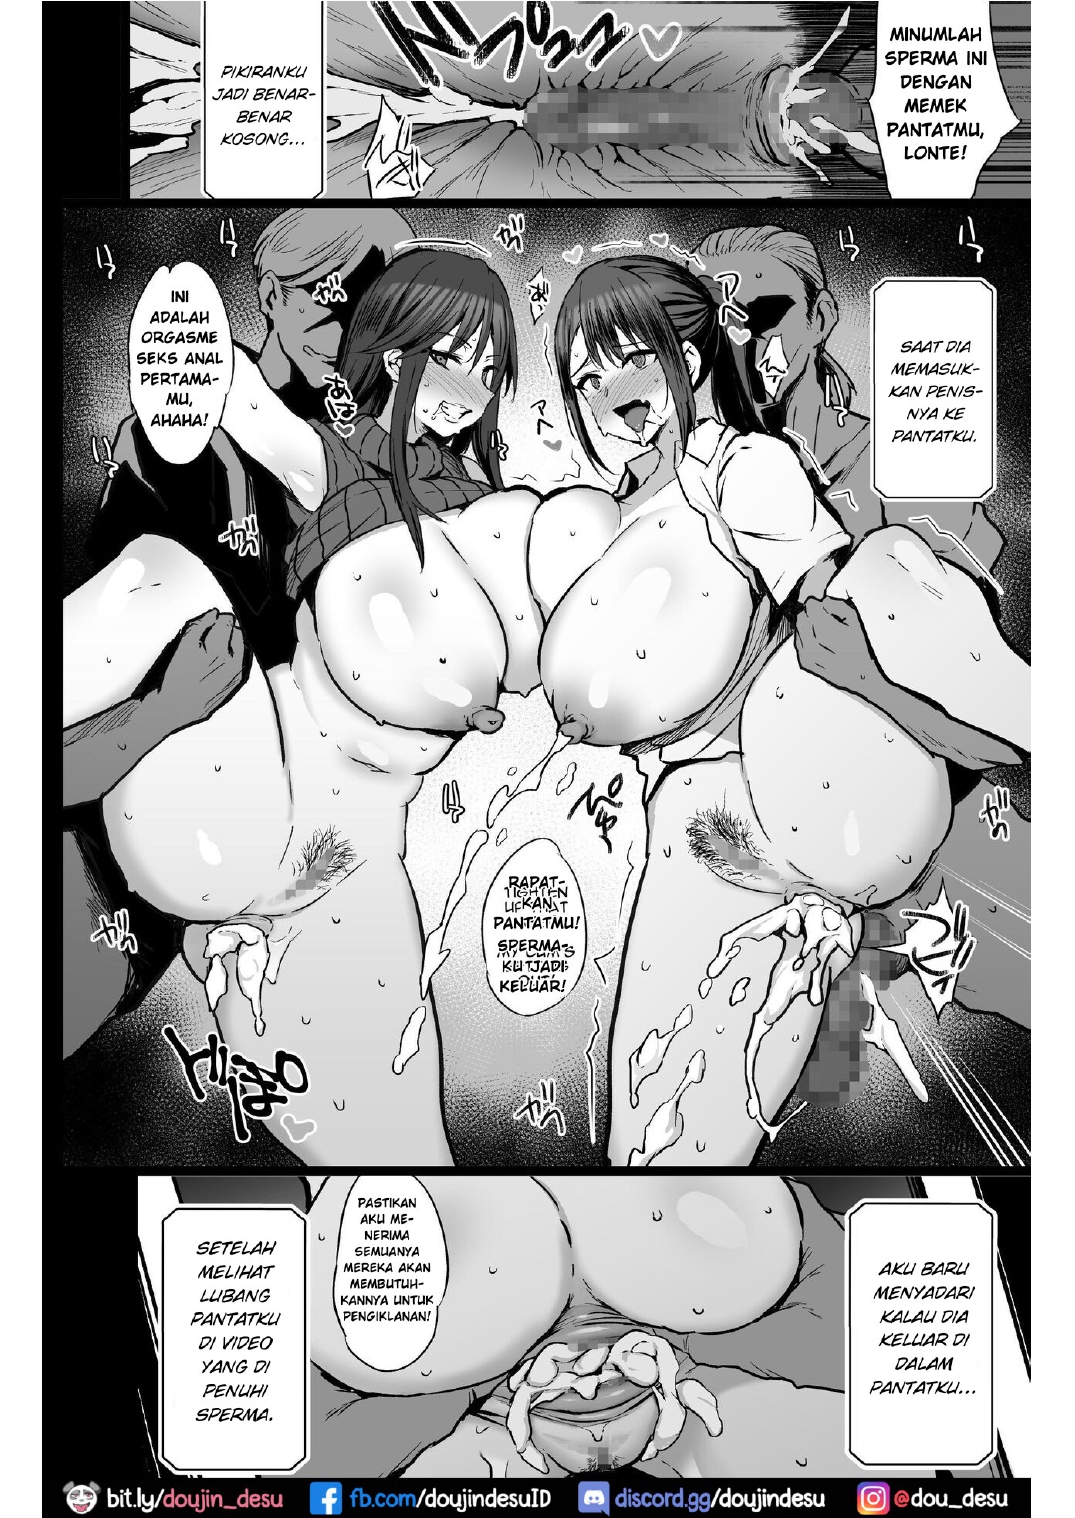 MINUMLAH
SPERMA INI
DENGAN
MEMEK
PANTATMU,
LONTE!
PIKIRANKU
JADI BENAR-
BENAR
KOSONG...
INI
ADALAH
ORGASME
SEKS ANAL
PERTAMA-
MU,
AHAHA!
SAAT DIA
MEMASUK-
KAN PENIS-
NYA KE
PANTATKU.
RAPAT-
KAN
PANTATMU!
SPERMA-
KU JADI
KELUAR!
PASTIKAN
AKU ME-
NERIMA
SEMUANYA
MEREKA AKAN
MEMBUTUH-
KANNYA UNTUK
PENGIKLANAN!
SETELAH
MELIHAT
LUBANG
PANTATKU
DI VIDEO
YANG DI
PENUHI
SPERMA.
AKU BARU
MENYADARI
KALAU DIA
KELUAR DI
DALAM
PANTATKU...
bit.ly/doujin_desu fb.com/doujindesuID discord.gg/doujindesu @dou_desu